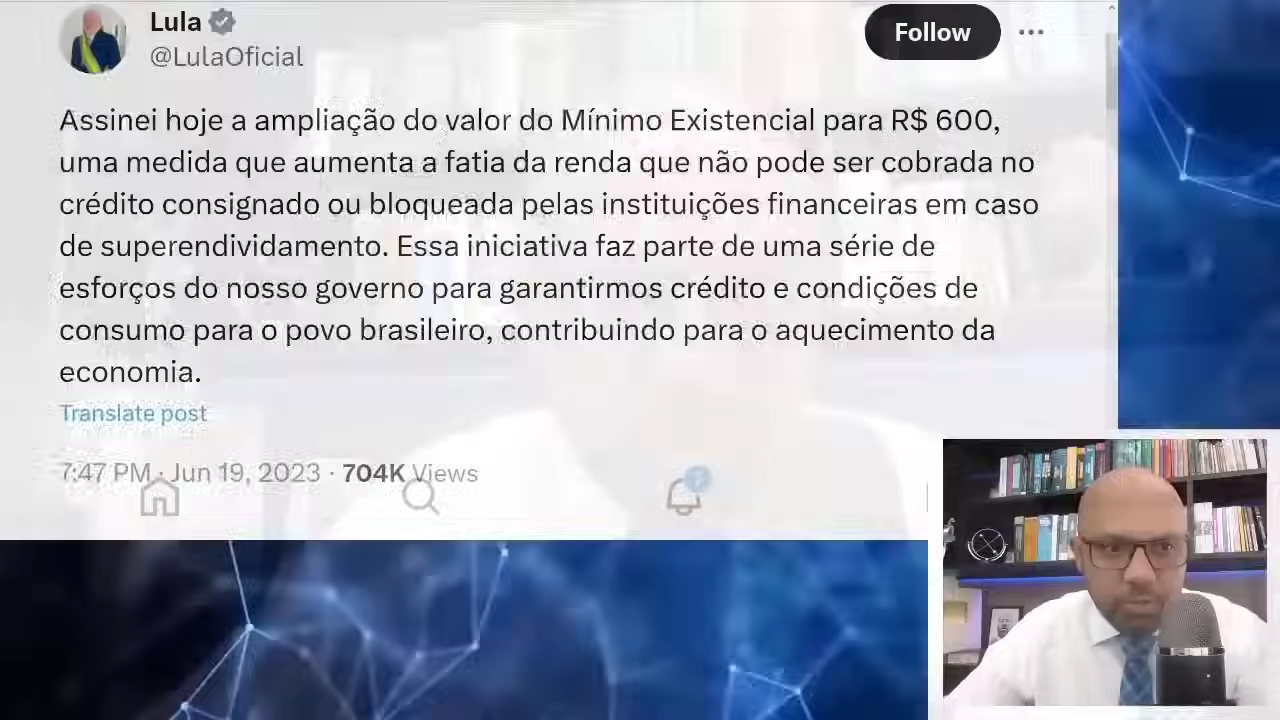 Lula
@LulaOficial
Follow
Assinei hoje a ampliação do valor do Mínimo Existencial para R$ 600,
uma medida que aumenta a fatia da renda que não pode ser cobrada no
crédito consignado ou bloqueada pelas instituições financeiras em caso
de superendividamento. Essa iniciativa faz parte de uma série de
esforços do nosso governo para garantirmos crédito e condições de
consumo para o povo brasileiro, contribuindo para o aquecimento da
economia.
Translate post
7:47 PM · Jun 19, 2023 · 704K Views